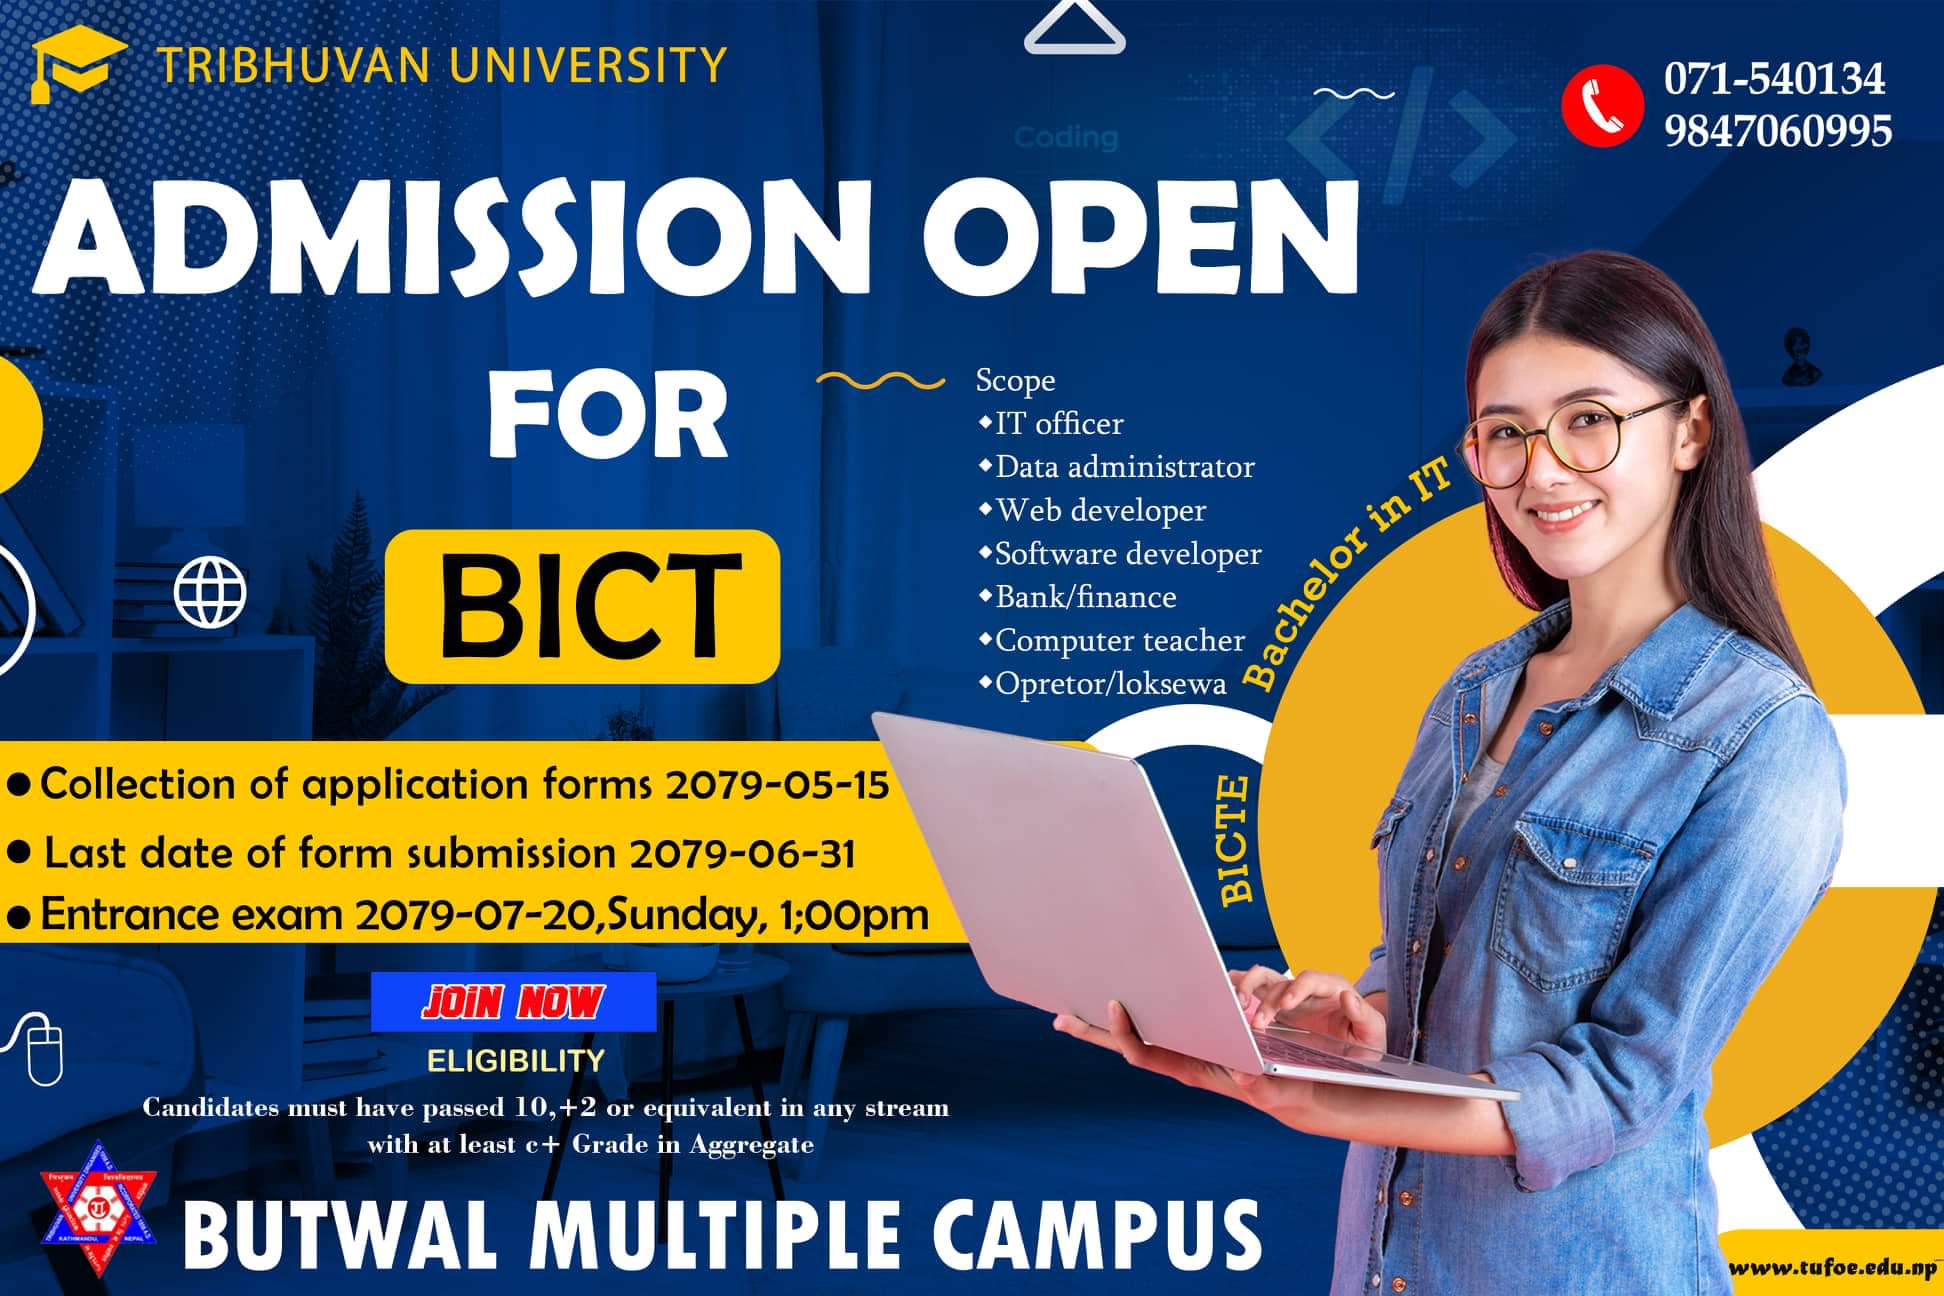 TRIBHUVAN UNIVERSITY
071-540134
9847060995
Coding
</>
ADMISSION OPEN
FOR
BICT
Scope
IT officer
Data administrator
Web developer
Software developer
Bank/finance
Computer teacher
Opretor/loksewa
Bachelor in IT
BICTE
Collection of application forms 2079-05-15
Last date of form submission 2079-06-31
Entrance exam 2079-07-20,Sunday, 1;00pm
JOIN NOW
ELIGIBILITY
Candidates must have passed 10,+2 or equivalent in any stream
with at least c+ Grade in Aggregate
KATHMANDU, NEPAL
BUTWAL MULTIPLE CAMPUS
www.tufoe.edu.np